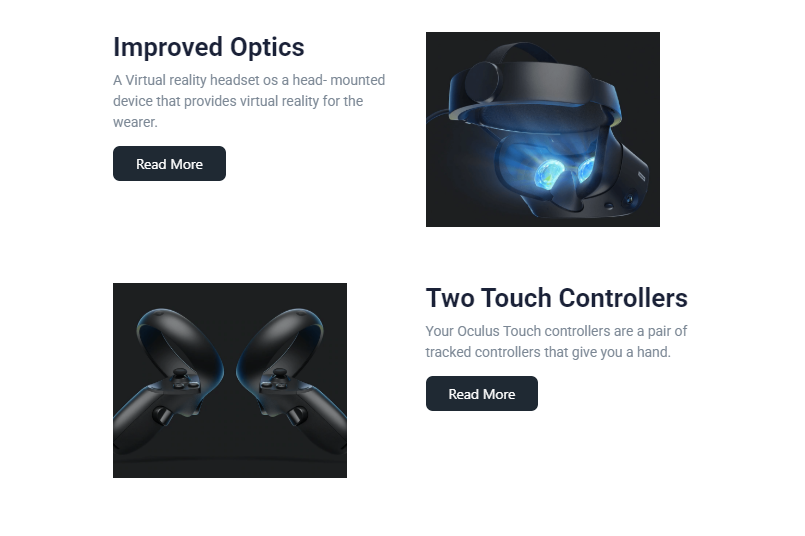 Improved Optics
A Virtual reality headset os a head- mounted
device that provides virtual reality for the
wearer.
Read More
Two Touch Controllers
Your Oculus Touch controllers are a pair of
tracked controllers that give you a hand.
Read More